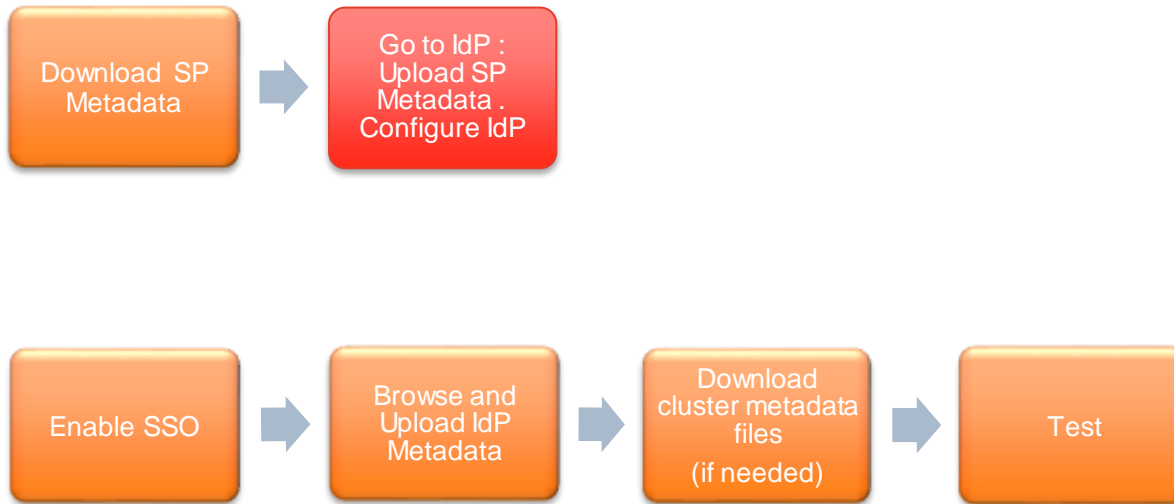 Download SP
Metadata
Go to IdP :
Upload SP
Metadata .
Configure IdP
Enable SSO
Browse and
Upload IdP
Metadata
Download
cluster metadata
files
(if needed)
Test